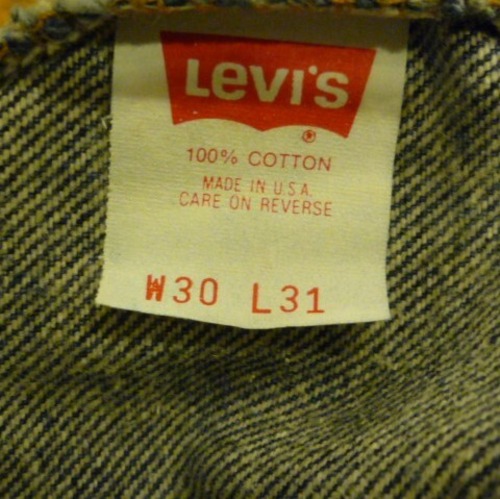 Levi's
®
100% COTTON
MADE IN U.S.A.
CARE ON REVERSE
W30 L31